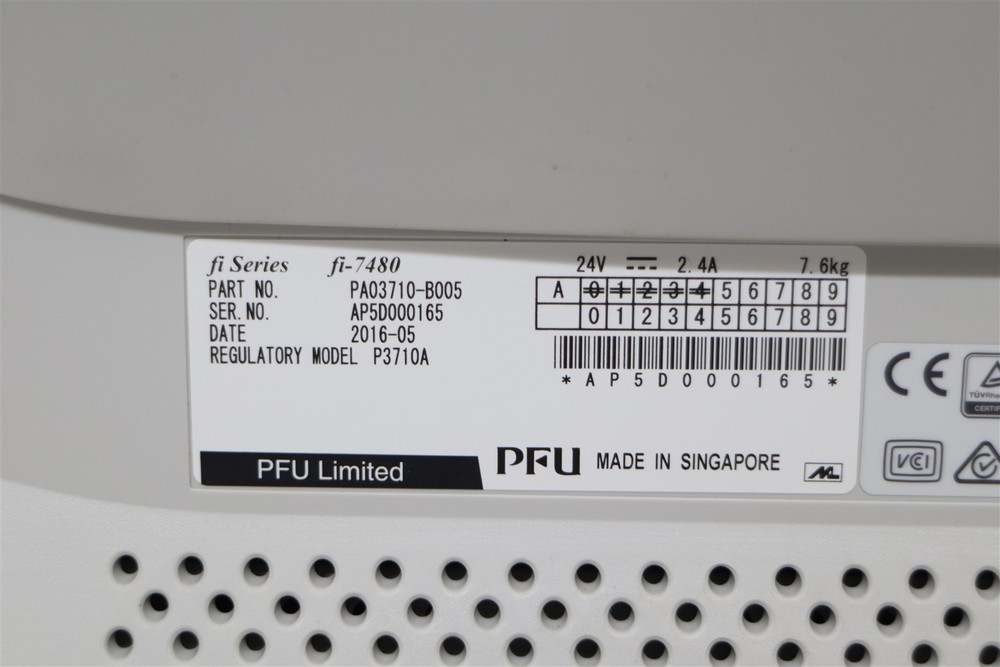 fi Series fi-7480 24V 2.4A 7.6kg
PART NO. PA03710-B005
SER. NO. AP5D000165
DATE 2016-05
REGULATORY MODEL P3710A
A 0 1 2 3 4 5 6 7 8 9
0 1 2 3 4 5 6 7 8 9
*AP5D000165*
PFU Limited PFU MADE IN SINGAPORE
CE
VCI